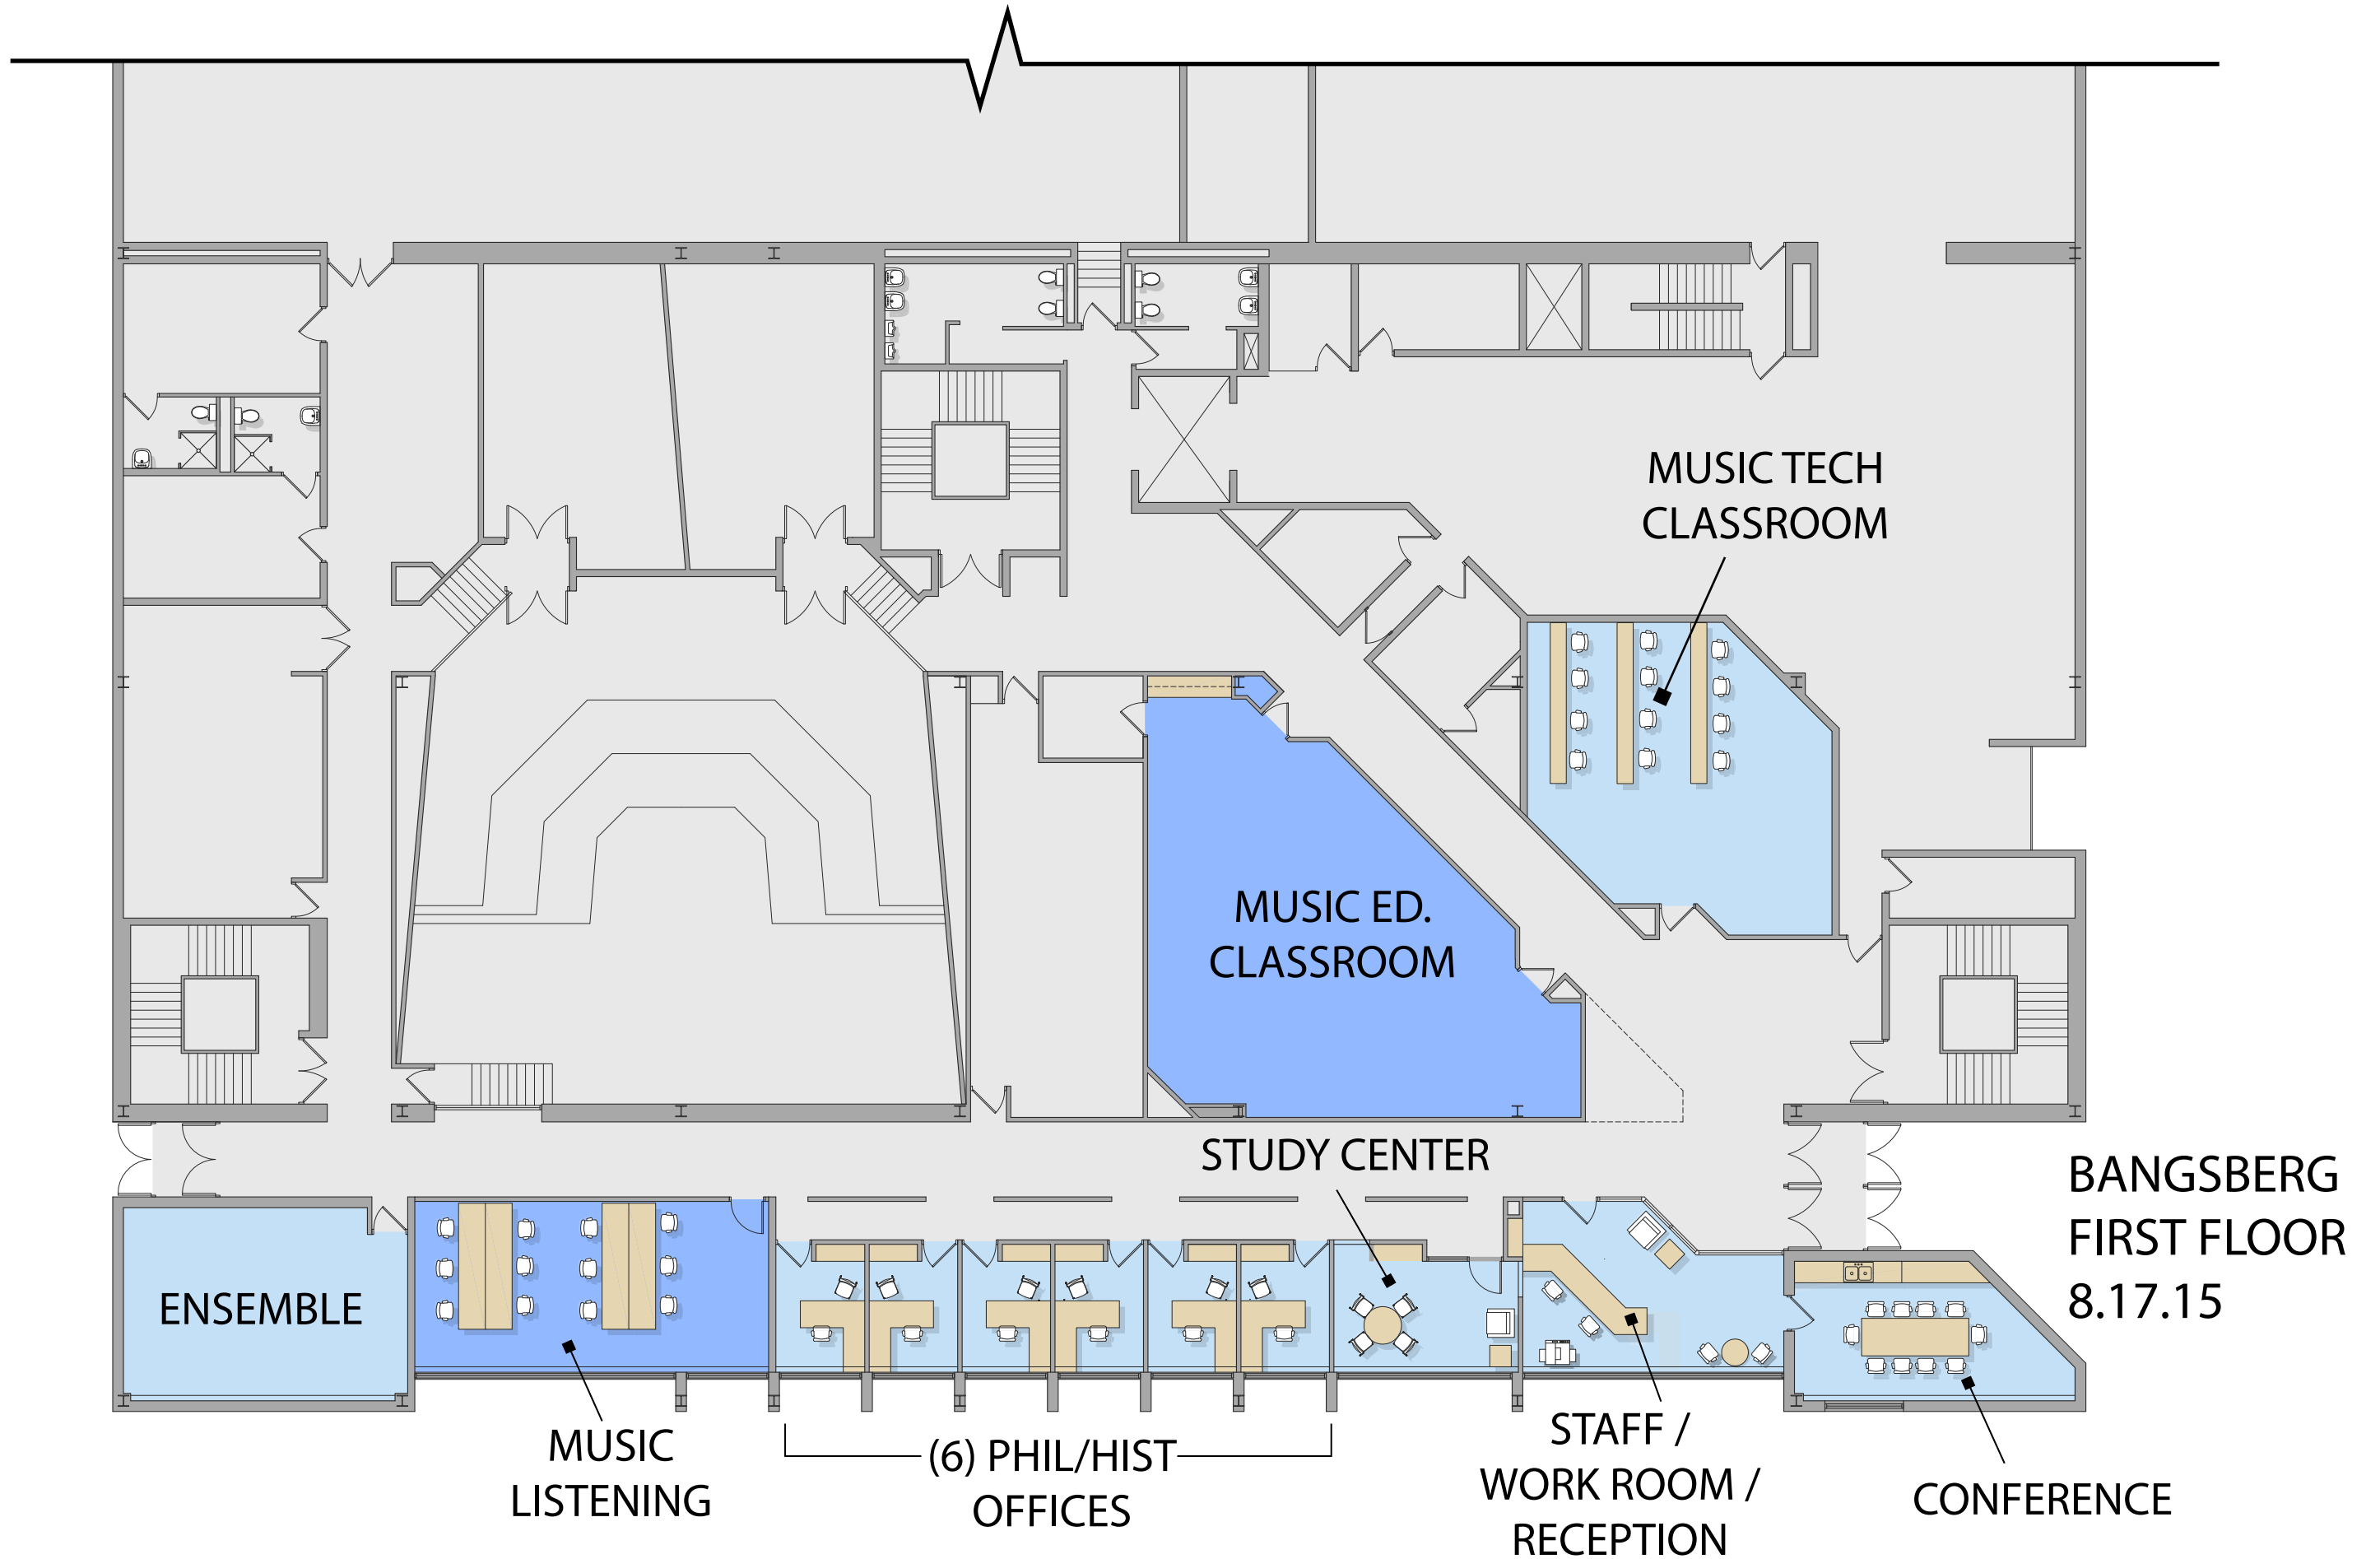 MUSIC TECH
CLASSROOM
MUSIC ED.
CLASSROOM
STUDY CENTER
BANGSBERG
FIRST FLOOR
8.17.15
ENSEMBLE
MUSIC
LISTENING
(6) PHIL/HIST
OFFICES
STAFF /
WORK ROOM /
RECEPTION
CONFERENCE